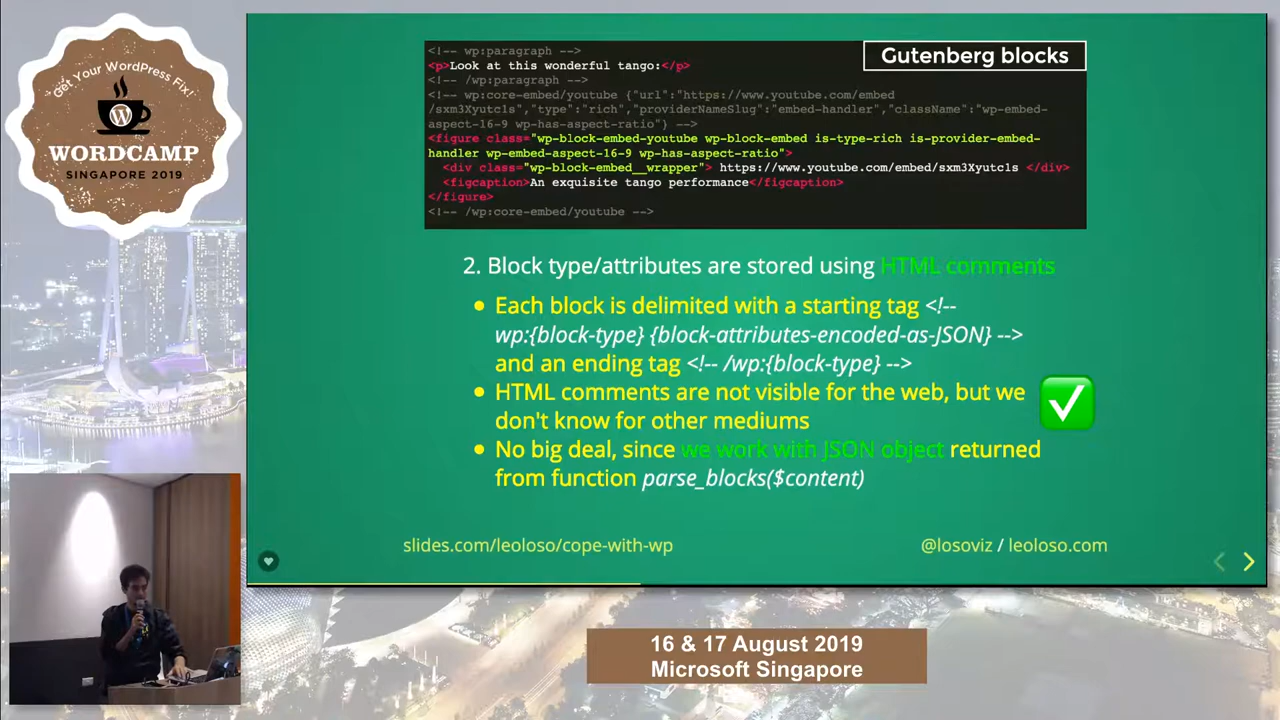 Get Your WordPress Fix!
WORDCAMP
SINGAPORE 2019
Gutenberg blocks
<!-- wp:paragraph -->
<p>Look at this wonderful tango:</p>
<!-- /wp:paragraph -->
<!-- wp:core-embed/youtube {"url":"https://www.youtube.com/embed
/sxm3Xyutc1s","type":"rich","providerNameSlug":"embed-handler","className":"wp-embed-
aspect-16-9 wp-has-aspect-ratio"} -->
<figure class="wp-block-embed-youtube wp-block-embed is-type-rich is-provider-embed-
handler wp-embed-aspect-16-9 wp-has-aspect-ratio">
<div class="wp-block-embed__wrapper"> https://www.youtube.com/embed/sxm3Xyutc1s </div>
<figcaption>An exquisite tango performance</figcaption>
</figure>
<!-- /wp:core-embed/youtube -->
2. Block type/attributes are stored using HTML comments
• Each block is delimited with a starting tag <!--
wp:{block-type} {block-attributes-encoded-as-JSON} -->
and an ending tag <!-- /wp:{block-type} -->
• HTML comments are not visible for the web, but we
don't know for other mediums
• No big deal, since we work with JSON object returned
from function parse_blocks($content)
slides.com/leoloso/cope-with-wp
@losoviz / leoloso.com
16 & 17 August 2019
Microsoft Singapore